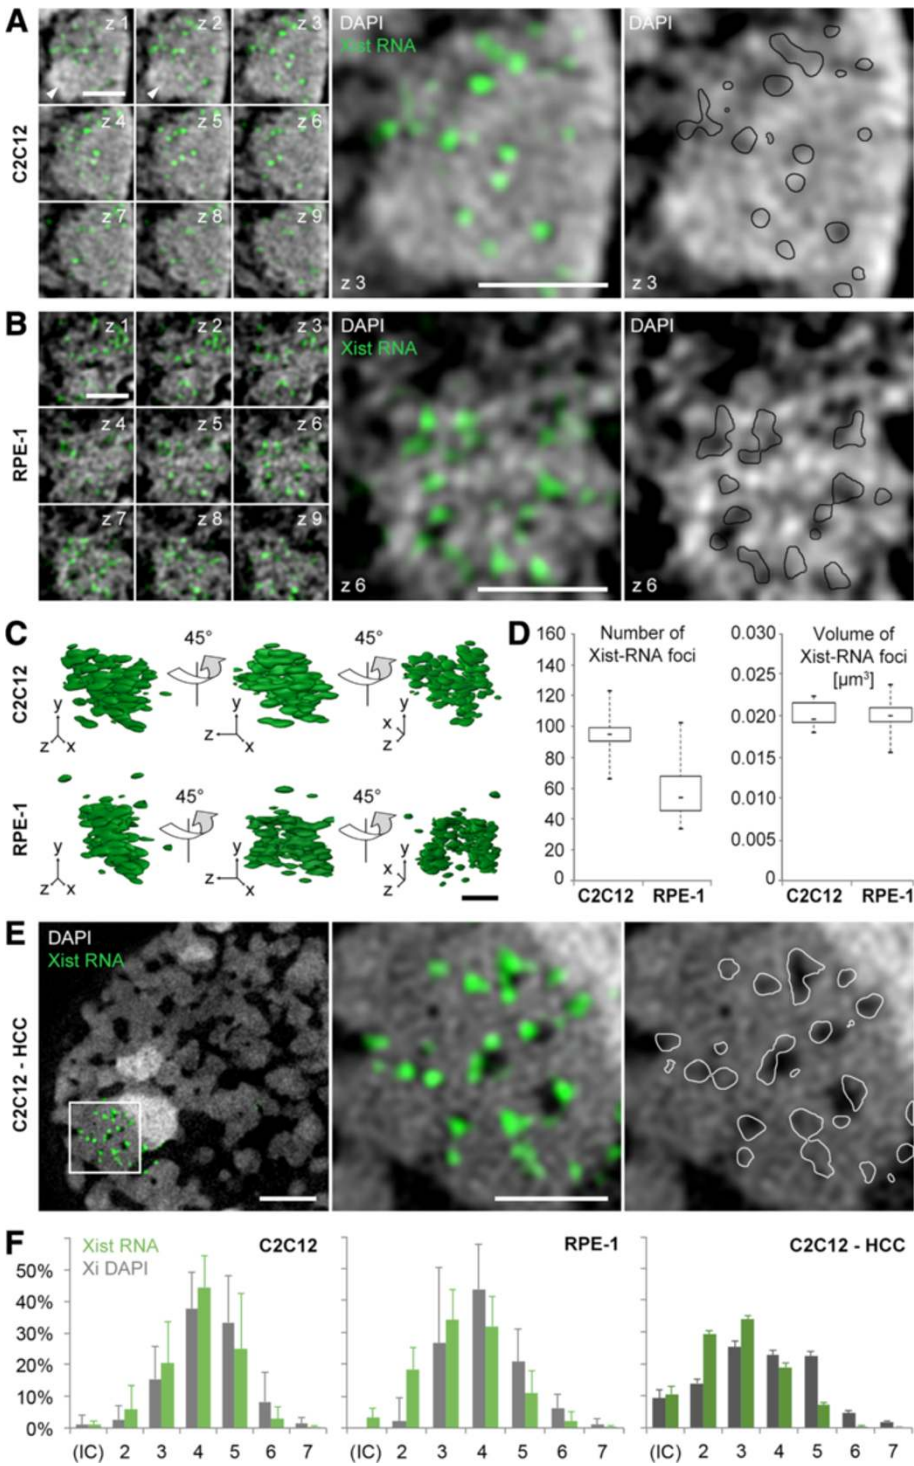 A
C2C12
z 1
z 2
z 3
z 4
z 5
z 6
z 7
z 8
z 9
DAPI
Xist RNA
z 3
DAPI
z 3
B
RPE-1
z 1
z 2
z 3
z 4
z 5
z 6
z 7
z 8
z 9
DAPI
Xist RNA
z 6
DAPI
z 6
C
C2C12
45°
45°
y
z x
y
z x
y
x
z
RPE-1
45°
45°
y
z x
y
z x
y
x
z
D
Number of
Xist-RNA foci
160
140
120
100
80
60
40
20
0
C2C12 RPE-1
Volume of
Xist-RNA foci
[µm³]
0.030
0.025
0.020
0.015
0.010
0.005
0
C2C12 RPE-1
E
C2C12 - HCC
DAPI
Xist RNA
F
Xist RNA
Xi DAPI
C2C12
50%
40%
30%
20%
10%
0%
(IC) 2 3 4 5 6 7
RPE-1
(IC) 2 3 4 5 6 7
C2C12 - HCC
(IC) 2 3 4 5 6 7